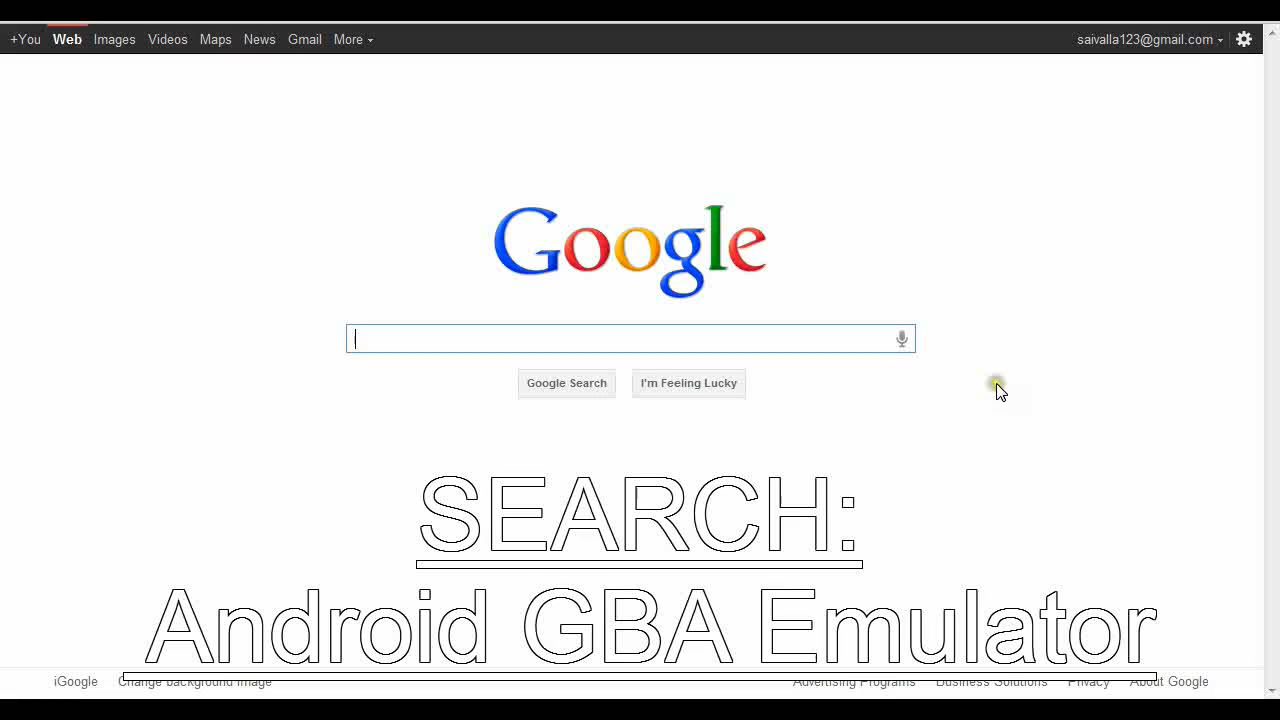 +You Web Images Videos Maps News Gmail More saivalla123@gmail.com
Google
Google Search I'm Feeling Lucky
SEARCH:
Android GBA Emulator
iGoogle Change background image Advertising Programs Business Solutions Privacy About Google